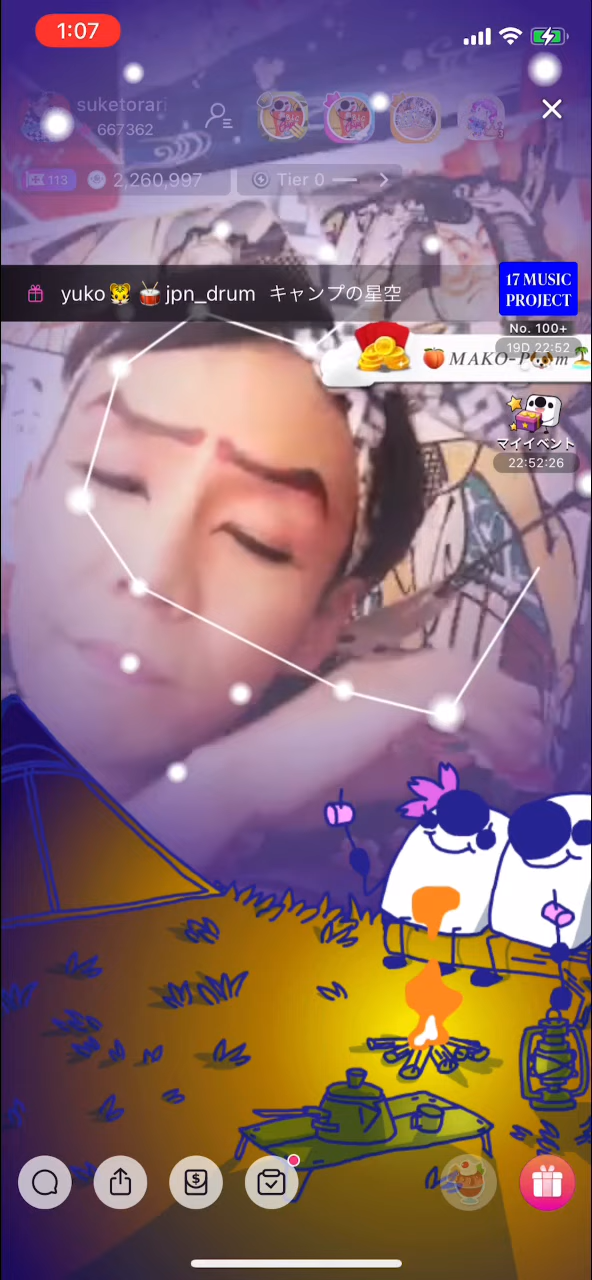 1:07
suketorari
667362
113
2,260,997
Tier 0
yuko🐯🥁jpn_drum キャンプの星空
17 MUSIC
PROJECT
No. 100+
19D 22:52
🍑 MAKO-P
マイイベント
22:52:26